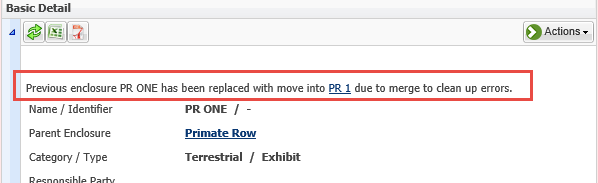 Basic Detail
Actions
Previous enclosure PR ONE has been replaced with move into PR 1 due to merge to clean up errors.
Name / Identifier PR ONE / -
Parent Enclosure Primate Row
Category / Type Terrestrial / Exhibit
Responsible Party